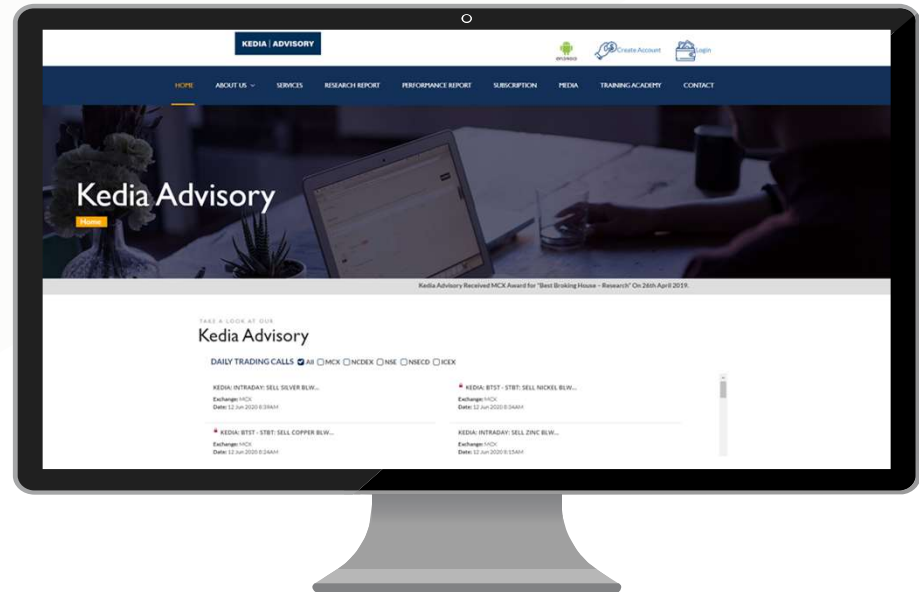 KEDIA | ADVISORY
ANDROID
Create Account
Login
HOME ABOUT US SERVICES RESEARCH REPORT PERFORMANCE REPORT SUBSCRIPTION MEDIA TRAINING ACADEMY CONTACT
Kedia Advisory
Home
Kedia Advisory Received MCX Award for "Best Broking House – Research" On 26th April 2019.
TAKE A LOOK AT OUR
Kedia Advisory
DAILY TRADING CALLS All MCX NCDEX NSE NSECD ICEX
KEDIA: INTRADAY: SELL SILVER BLW...
Exchange: MCX
Date: 12 Jun 2020 8:39AM
KEDIA: BTST - STBT: SELL NICKEL BLW...
Exchange: MCX
Date: 12 Jun 2020 8:36AM
KEDIA: BTST - STBT: SELL COPPER BLW...
Exchange: MCX
Date: 12 Jun 2020 8:26AM
KEDIA: INTRADAY: SELL ZINC BLW...
Exchange: MCX
Date: 12 Jun 2020 8:15AM